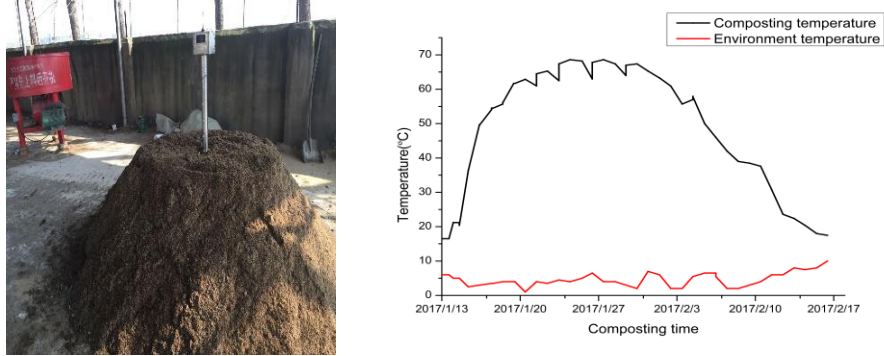 Composting temperature
Environment temperature
70
60
50
40
30
20
10
0
Temperature(°C)
2017/1/13 2017/1/20 2017/1/27 2017/2/3 2017/2/10 2017/2/17
Composting time